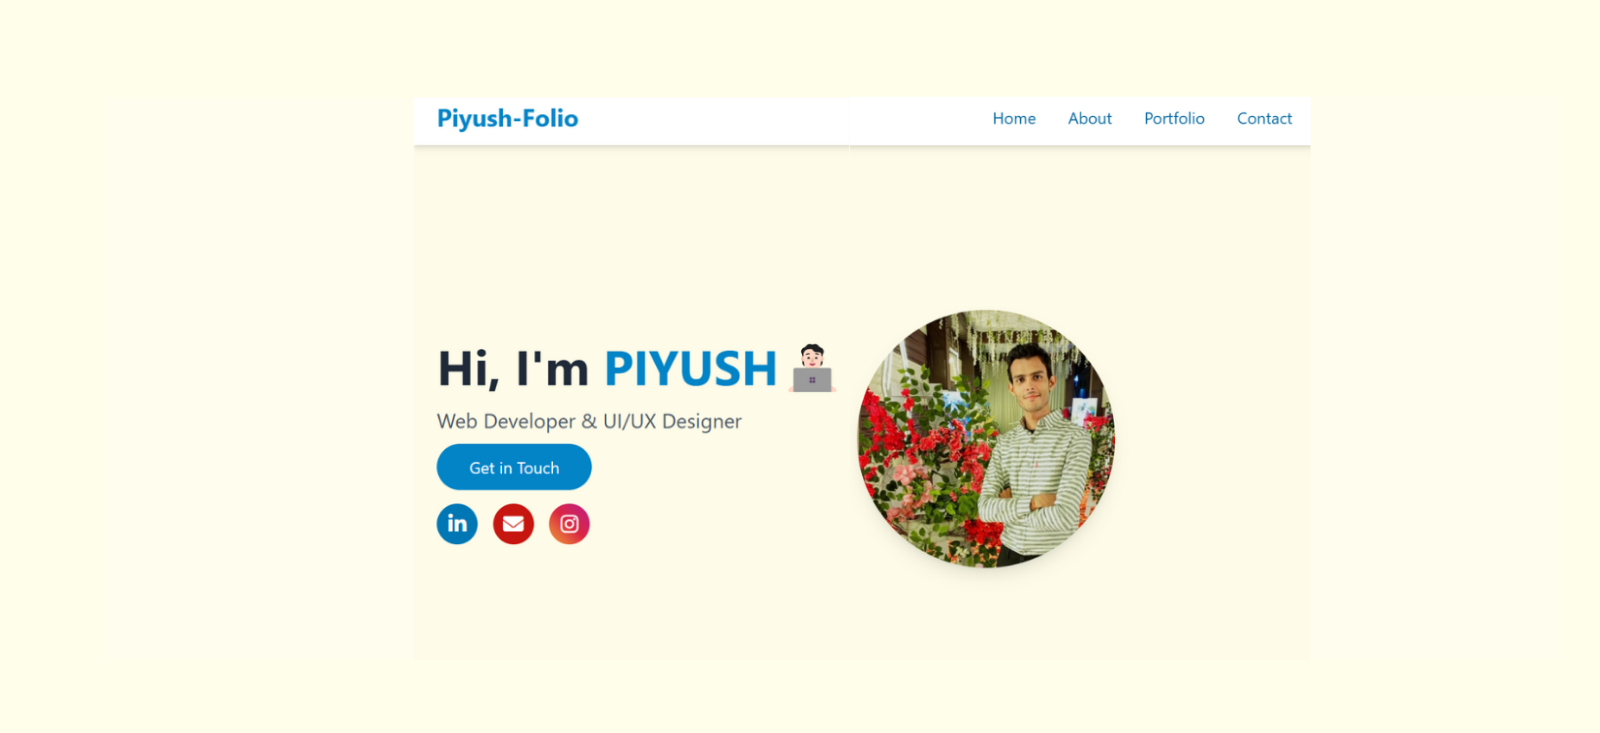 Piyush-Folio
Home About Portfolio Contact
Hi, I'm PIYUSH 🧑🏻‍💻
Web Developer & UI/UX Designer
Get in Touch
in